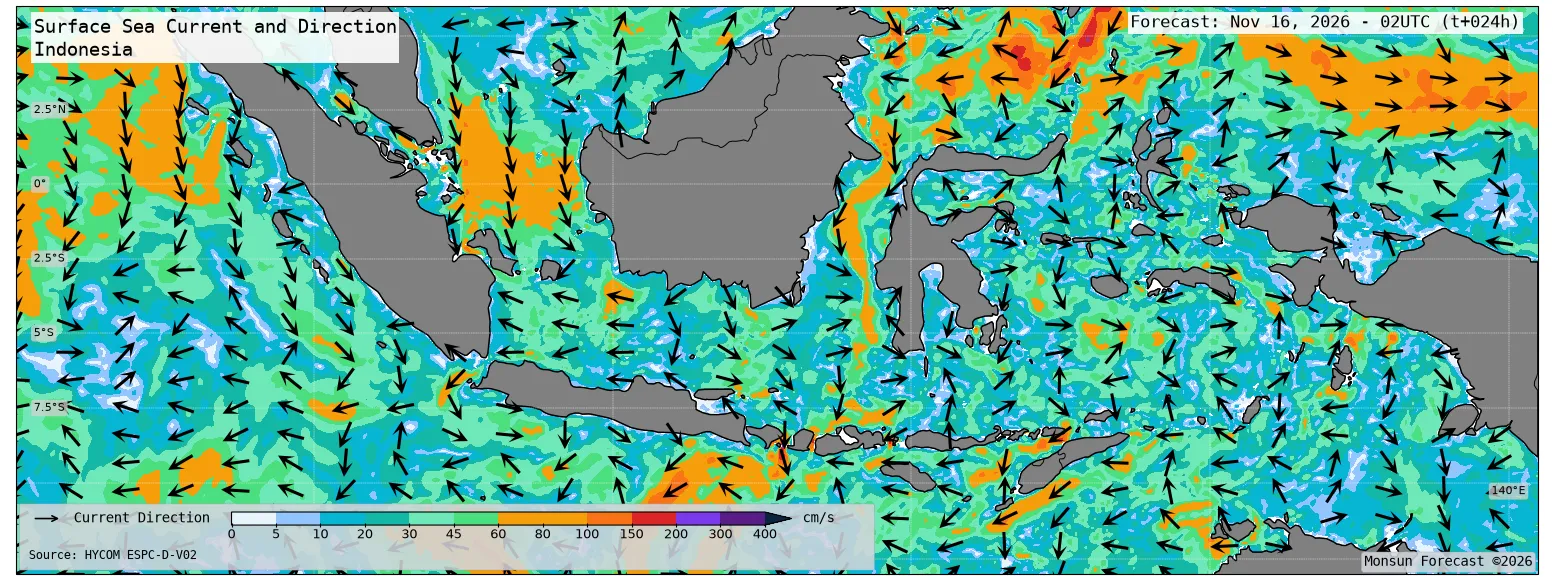 Surface Sea Current and Direction
Indonesia
Forecast: Nov 16, 2026 - 02UTC (t+024h)
2.5°N
0°
2.5°S
5°S
7.5°S
140°E
Current Direction
0 5 10 20 30 45 60 80 100 150 200 300 400 cm/s
Source: HYCOM ESPC-D-V02
Monsun Forecast ©2026